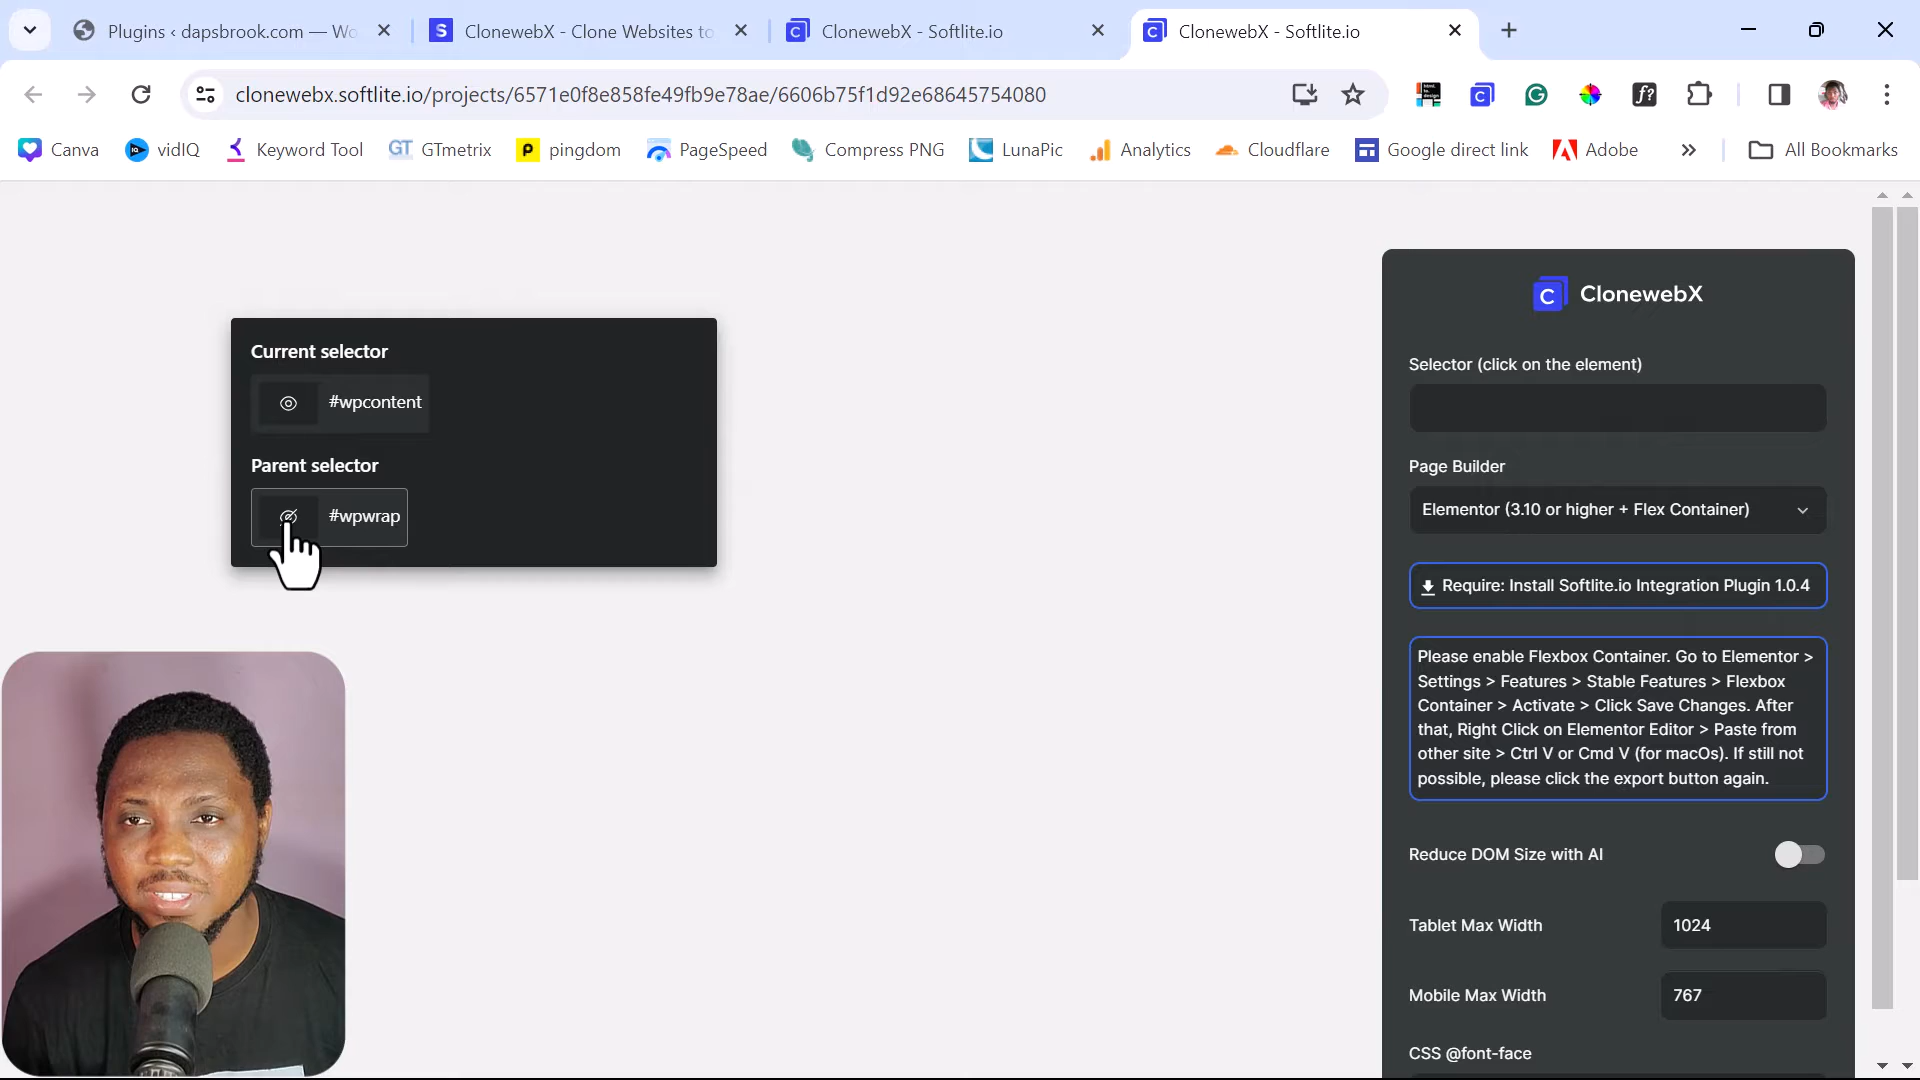 Plugins ‹ dapsbrook.com — Wo
S ClonewebX - Clone Websites to
C ClonewebX - Softlite.io
C ClonewebX - Softlite.io
clonewebx.softlite.io/projects/6571e0f8e858fe49fb9e78ae/6606b75f1d92e68645754080
Canva
vidIQ
Keyword Tool
GT GTmetrix
p pingdom
PageSpeed
Compress PNG
LunaPic
Analytics
Cloudflare
Google direct link
Adobe
»
All Bookmarks
C ClonewebX
Current selector
#wpcontent
Parent selector
#wpwrap
Selector (click on the element)
Page Builder
Elementor (3.10 or higher + Flex Container)
Require: Install Softlite.io Integration Plugin 1.0.4
Please enable Flexbox Container. Go to Elementor >
Settings > Features > Stable Features > Flexbox
Container > Activate > Click Save Changes. After
that, Right Click on Elementor Editor > Paste from
other site > Ctrl V or Cmd V (for macOs). If still not
possible, please click the export button again.
Reduce DOM Size with AI
Tablet Max Width
1024
Mobile Max Width
767
CSS @font-face